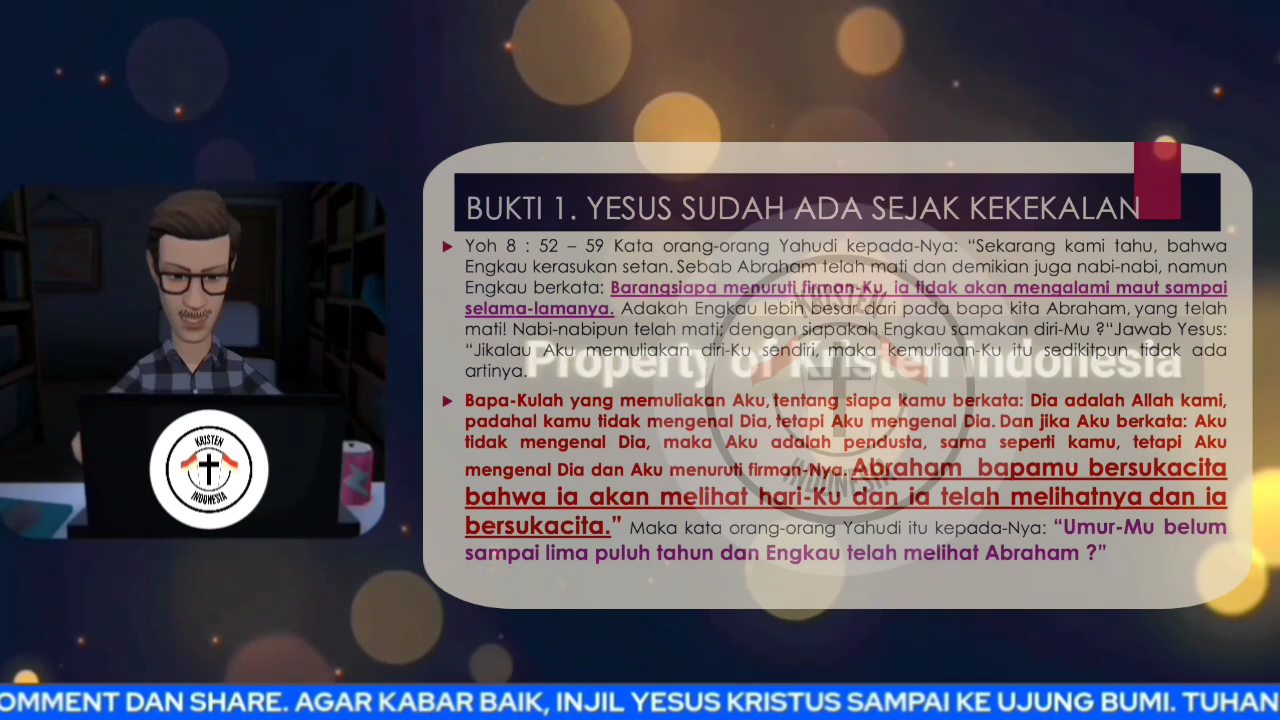 BUKTI 1. YESUS SUDAH ADA SEJAK KEKEKALAN
Yoh 8 : 52 – 59 Kata orang-orang Yahudi kepada-Nya: “Sekarang kami tahu, bahwa
Engkau kerasukan setan. Sebab Abraham telah mati dan demikian juga nabi-nabi, namun
Engkau berkata: Barangsiapa menuruti firman-Ku, ia tidak akan mengalami maut sampai
selama-lamanya. Adakah Engkau lebih besar dari pada bapa kita Abraham, yang telah
mati! Nabi-nabipun telah mati; dengan siapakah Engkau samakan diri-Mu ?“Jawab Yesus:
“Jikalau Aku memuliakan diri-Ku sendiri, maka kemuliaan-Ku itu sedikitpun tidak ada
artinya.
Property of Kristen Indonesia
Bapa-Kulah yang memuliakan Aku, tentang siapa kamu berkata: Dia adalah Allah kami,
padahal kamu tidak mengenal Dia, tetapi Aku mengenal Dia. Dan jika Aku berkata: Aku
tidak mengenal Dia, maka Aku adalah pendusta, sama seperti kamu, tetapi Aku
mengenal Dia dan Aku menuruti firman-Nya. Abraham bapamu bersukacita
bahwa ia akan melihat hari-Ku dan ia telah melihatnya dan ia
bersukacita.” Maka kata orang-orang Yahudi itu kepada-Nya: “Umur-Mu belum
sampai lima puluh tahun dan Engkau telah melihat Abraham ?”
KRISTEN
INDONESIA
KRISTEN
INDONESIA
OMMENT DAN SHARE. AGAR KABAR BAIK, INJIL YESUS KRISTUS SAMPAI KE UJUNG BUMI. TUHAN